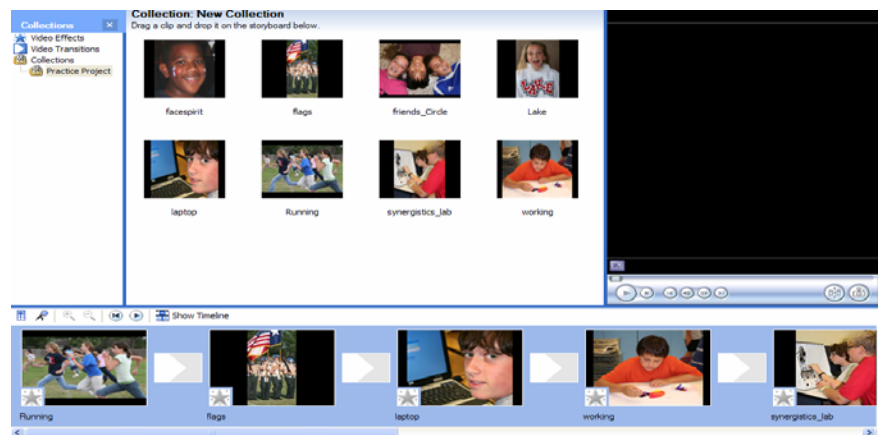 Collections
Video Effects
Video Transitions
Collections
Practice Project
Collection: New Collection
Drag a clip and drop it on the storyboard below.
facespirit
flags
friends_Circle
Lake
laptop
Running
synergistics_lab
working
Show Timeline
Running
flags
laptop
working
synergistics_lab